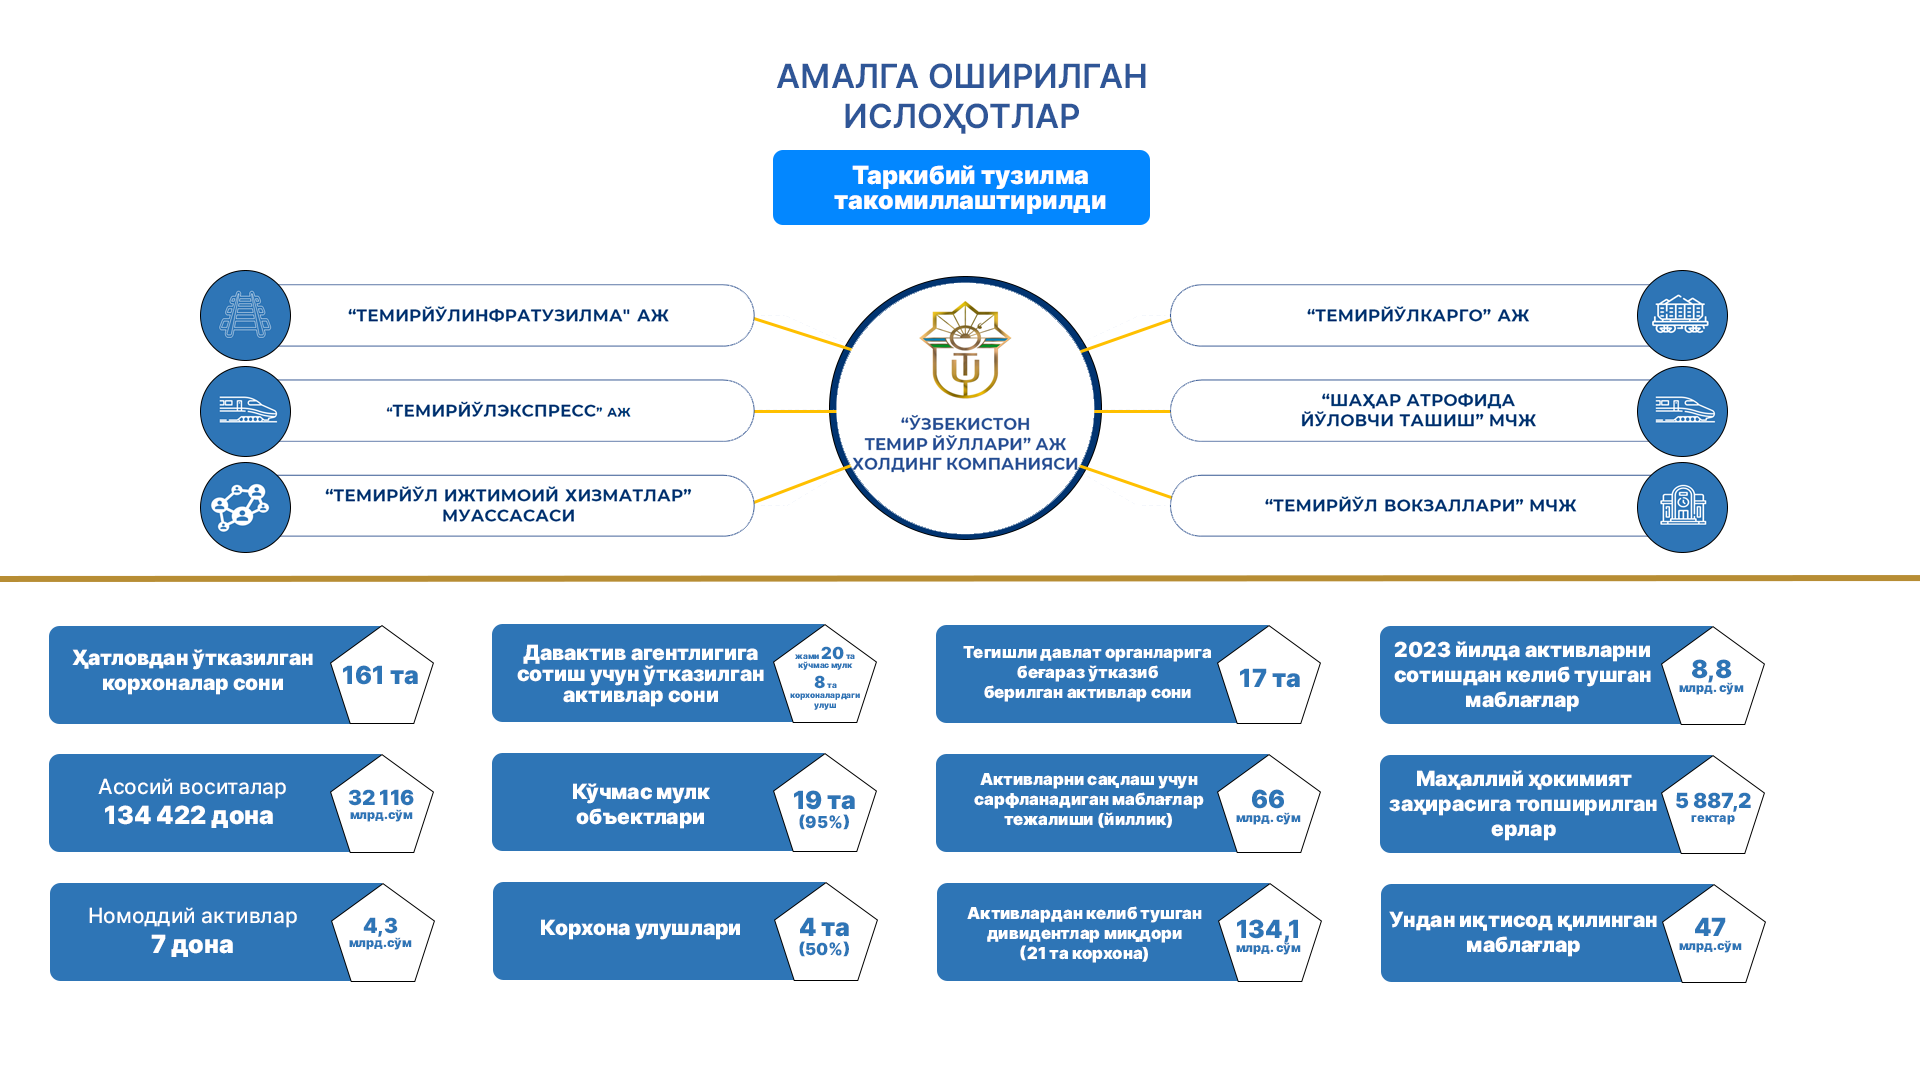 АМАЛГА ОШИРИЛГАН
ИСЛОҲОТЛАР
Таркибий тузилма
такомиллаштирилди
“ТЕМИРЙЎЛИНФРАТУЗИЛМА" АЖ
“ТЕМИРЙЎЛЭКСПРЕСС” АЖ
“ТЕМИРЙЎЛ ИЖТИМОИЙ ХИЗМАТЛАР”
МУАССАСАСИ
“ЎЗБЕКИСТОН
ТЕМИР ЙЎЛЛАРИ” АЖ
ХОЛДИНГ КОМПАНИЯСИ
“ТЕМИРЙЎЛКАРГО” АЖ
“ШАҲАР АТРОФИДА
ЙЎЛОВЧИ ТАШИШ” МЧЖ
“ТЕМИРЙЎЛ ВОКЗАЛЛАРИ” МЧЖ
Ҳатловдан ўтказилган
корхоналар сони
161 та
Давактив агентлигига
сотиш учун ўтказилган
активлар сони
жами 20 та
кўчмас мулк
8 та
корхоналардаги
улуш
Тегишли давлат органларига
беғараз ўтказиб
берилган активлар сони
17 та
2023 йилда активларни
сотишдан келиб тушган
маблағлар
8,8
млрд. сўм
Асосий воситалар
134 422 дона
32 116
млрд.сўм
Кўчмас мулк
объектлари
19 та
(95%)
Активларни сақлаш учун
сарфланадиган маблағлар
тежалиши (йиллик)
66
млрд. сўм
Маҳаллий ҳокимият
заҳирасига топширилган
ерлар
5 887,2
гектар
Номоддий активлар
7 дона
4,3
млрд.сўм
Корхона улушлари
4 та
(50%)
Активлардан келиб тушган
дивидентлар миқдори
(21 та корхона)
134,1
млрд. сўм
Ундан иқтисод қилинган
маблағлар
47
млрд.сўм